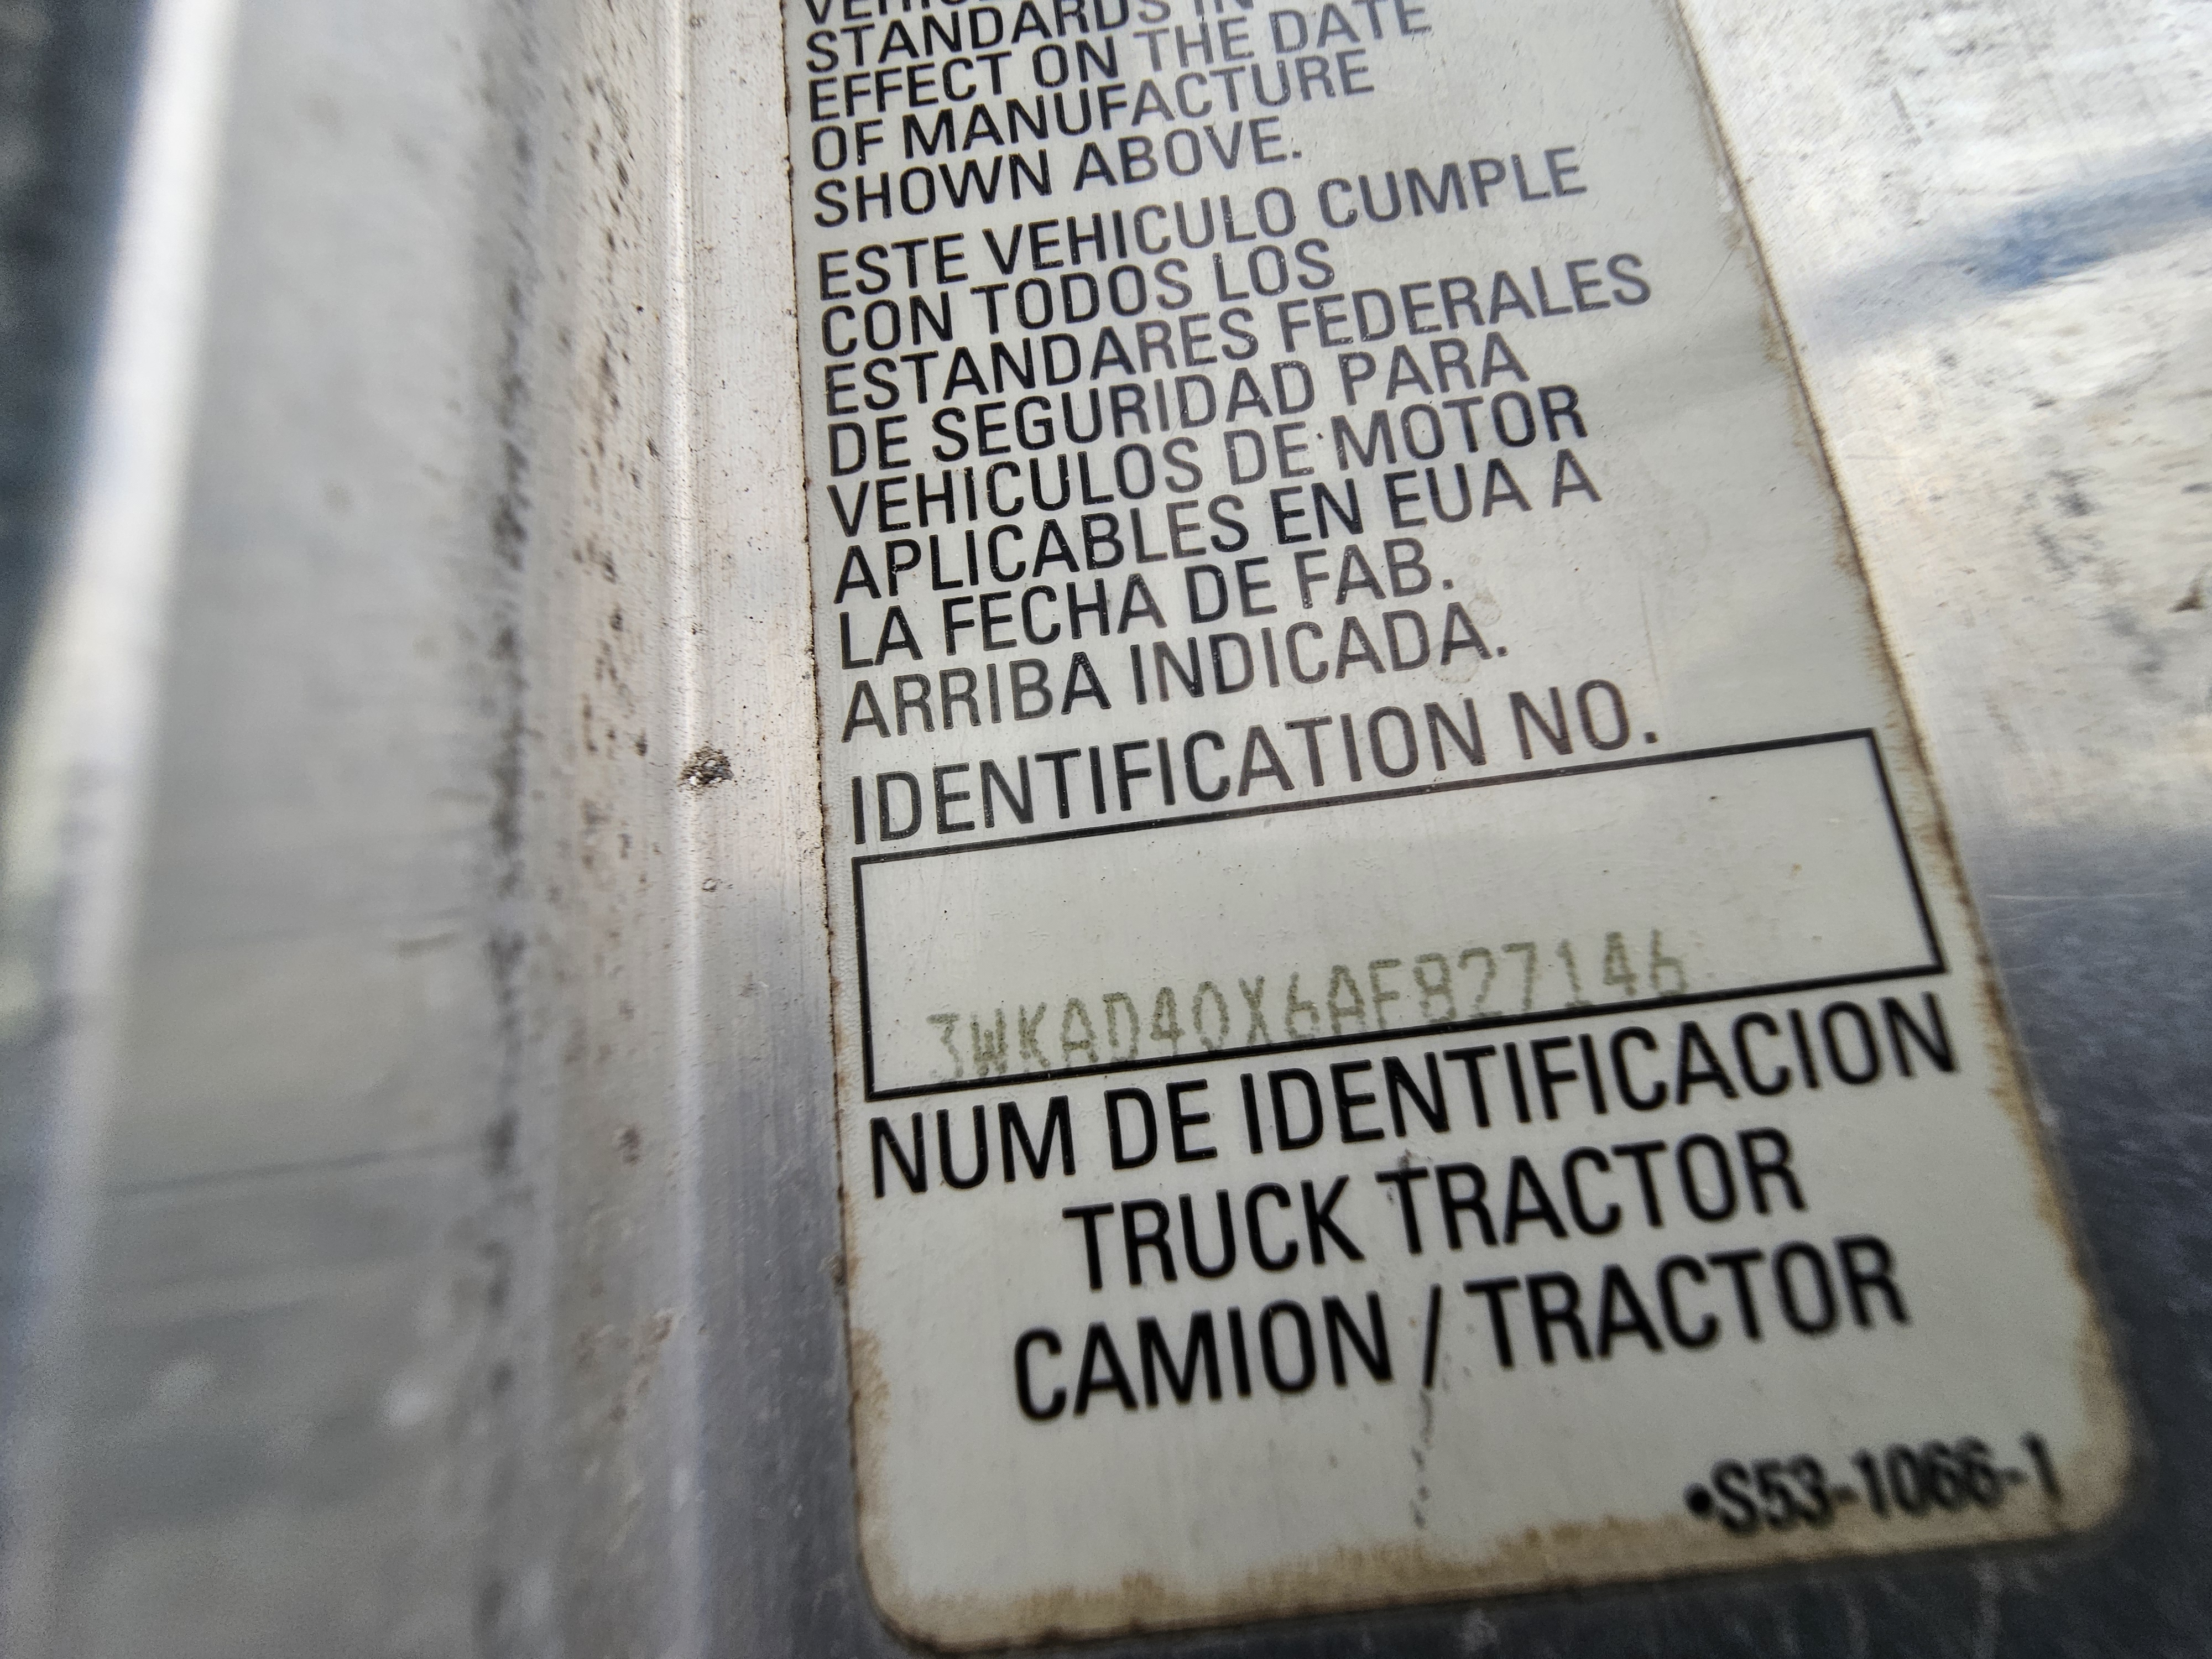 STANDARDS IN
EFFECT ON THE DATE
OF MANUFACTURE
SHOWN ABOVE.
ESTE VEHICULO CUMPLE
CON TODOS LOS
ESTANDARES FEDERALES
DE SEGURIDAD PARA
VEHICULOS DE MOTOR
APLICABLES EN EUA A
LA FECHA DE FAB.
ARRIBA INDICADA.
IDENTIFICATION NO.
3WKAD40X6AF827146
NUM DE IDENTIFICACION
TRUCK TRACTOR
CAMION / TRACTOR
•S53-1066-1